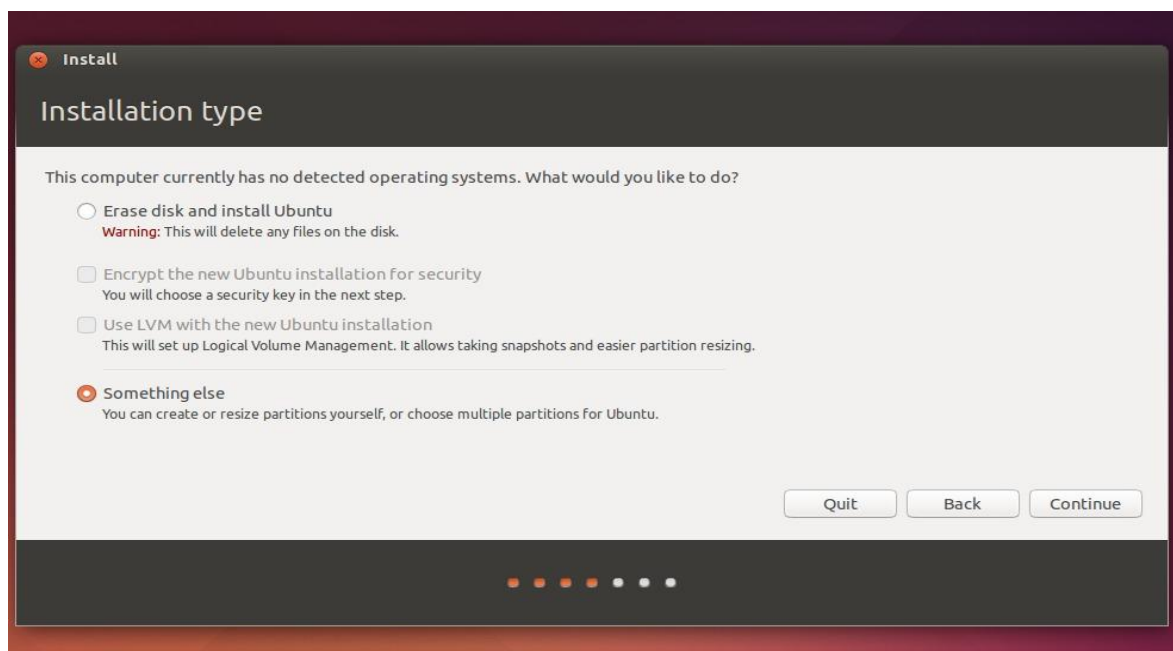 Install
Installation type
This computer currently has no detected operating systems. What would you like to do?
Erase disk and install Ubuntu
Warning: This will delete any files on the disk.
Encrypt the new Ubuntu installation for security
You will choose a security key in the next step.
Use LVM with the new Ubuntu installation
This will set up Logical Volume Management. It allows taking snapshots and easier partition resizing.
Something else
You can create or resize partitions yourself, or choose multiple partitions for Ubuntu.
Quit Back Continue